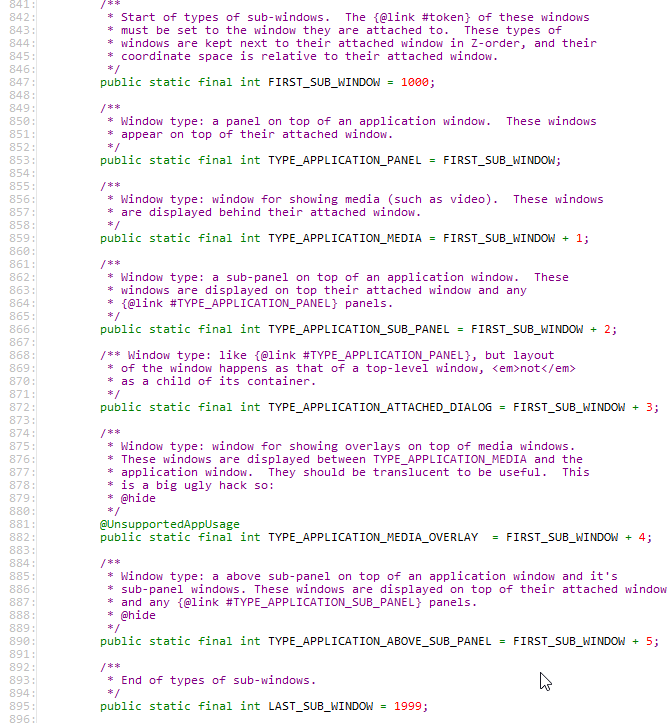 841: /**
842: * Start of types of sub-windows.  The {@link #token} of these windows
843: * must be set to the window they are attached to.  These types of
844: * windows are kept next to their attached window in Z-order, and their
845: * coordinate space is relative to their attached window.
846: */
847: public static final int FIRST_SUB_WINDOW = 1000;
848:
849: /**
850: * Window type: a panel on top of an application window.  These windows
851: * appear on top of their attached window.
852: */
853: public static final int TYPE_APPLICATION_PANEL = FIRST_SUB_WINDOW;
854:
855: /**
856: * Window type: window for showing media (such as video).  These windows
857: * are displayed behind their attached window.
858: */
859: public static final int TYPE_APPLICATION_MEDIA = FIRST_SUB_WINDOW + 1;
860:
861: /**
862: * Window type: a sub-panel on top of an application window.  These
863: * windows are displayed on top their attached window and any
864: * {@link #TYPE_APPLICATION_PANEL} panels.
865: */
866: public static final int TYPE_APPLICATION_SUB_PANEL = FIRST_SUB_WINDOW + 2;
867:
868: /** Window type: like {@link #TYPE_APPLICATION_PANEL}, but layout
869: * of the window happens as that of a top-level window, <em>not</em>
870: * as a child of its container.
871: */
872: public static final int TYPE_APPLICATION_ATTACHED_DIALOG = FIRST_SUB_WINDOW + 3;
873:
874: /**
875: * Window type: window for showing overlays on top of media windows.
876: * These windows are displayed between TYPE_APPLICATION_MEDIA and the
877: * application window.  They should be translucent to be useful.  This
878: * is a big ugly hack so:
879: * @hide
880: */
881: @UnsupportedAppUsage
882: public static final int TYPE_APPLICATION_MEDIA_OVERLAY  = FIRST_SUB_WINDOW + 4;
883:
884: /**
885: * Window type: a above sub-panel on top of an application window and it's
886: * sub-panel windows. These windows are displayed on top of their attached window
887: * and any {@link #TYPE_APPLICATION_SUB_PANEL} panels.
888: * @hide
889: */
890: public static final int TYPE_APPLICATION_ABOVE_SUB_PANEL = FIRST_SUB_WINDOW + 5;
891:
892: /**
893: * End of types of sub-windows.
894: */
895: public static final int LAST_SUB_WINDOW = 1999;
896: